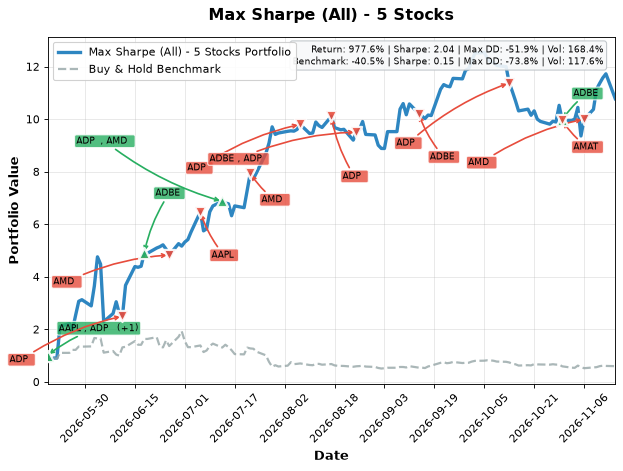 Max Sharpe (All) - 5 Stocks
Max Sharpe (All) - 5 Stocks Portfolio
Buy & Hold Benchmark
Return: 977.6% | Sharpe: 2.04 | Max DD: -51.9% | Vol: 168.4%
Benchmark: -40.5% | Sharpe: 0.15 | Max DD: -73.8% | Vol: 117.6%
Portfolio Value
12
10
8
6
4
2
0
ADP , AMD
ADBE
ADP
ADBE , ADP
ADP
AMD
ADP
ADBE
AMD
ADBE
AMAT
AAPL
AMD
AAPL , ADP (+1)
ADP
2026-05-30
2026-06-15
2026-07-01
2026-07-17
2026-08-02
2026-08-18
2026-09-03
2026-09-19
2026-10-05
2026-10-21
2026-11-06
Date